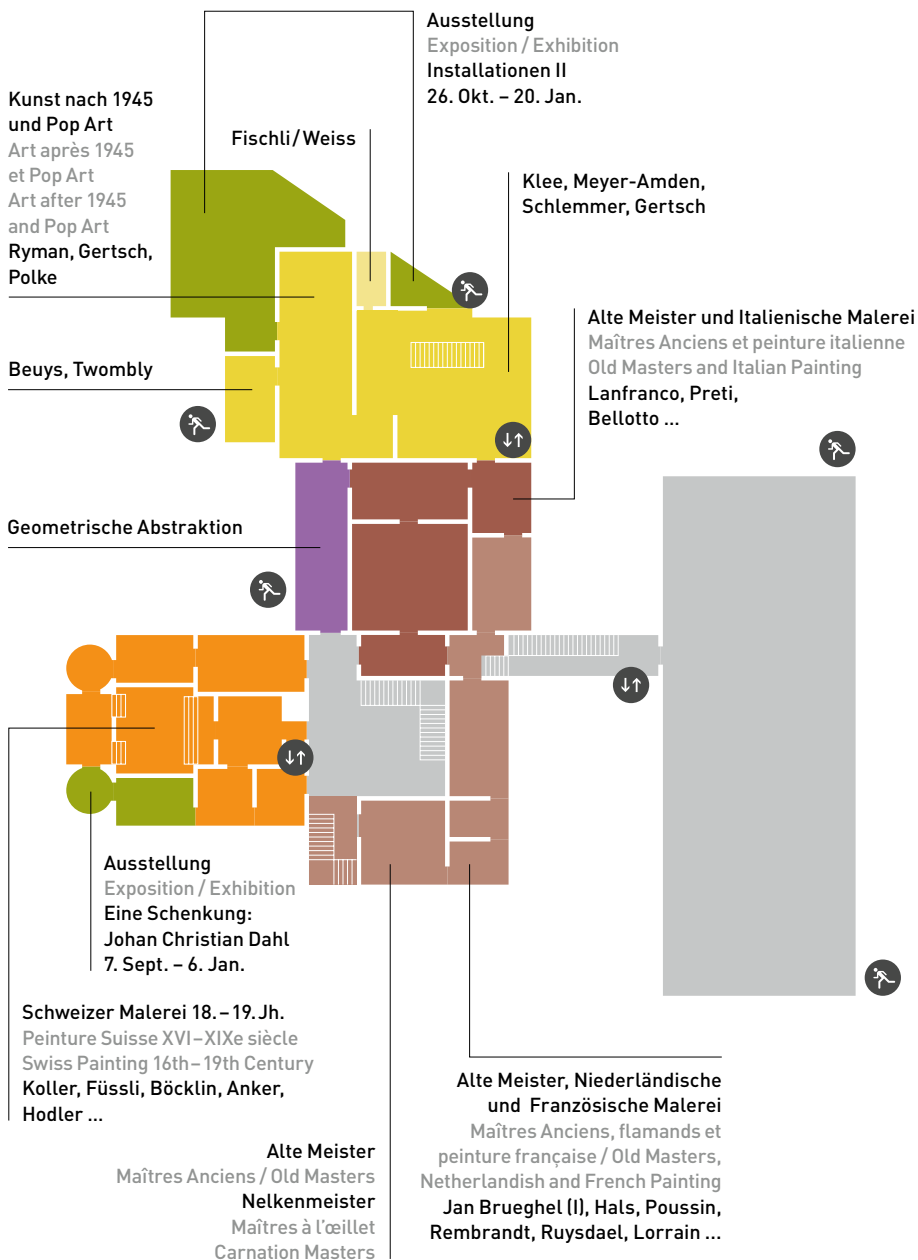 Ausstellung
Exposition / Exhibition
Installationen II
26. Okt. – 20. Jan.
Kunst nach 1945
und Pop Art
Art après 1945
et Pop Art
Art after 1945
and Pop Art
Ryman, Gertsch,
Polke
Fischli / Weiss
Klee, Meyer-Amden,
Schlemmer, Gertsch
Alte Meister und Italienische Malerei
Maîtres Anciens et peinture italienne
Old Masters and Italian Painting
Lanfranco, Preti,
Bellotto ...
Beuys, Twombly
Geometrische Abstraktion
Ausstellung
Exposition / Exhibition
Eine Schenkung:
Johan Christian Dahl
7. Sept. – 6. Jan.
Schweizer Malerei 18. – 19. Jh.
Peinture Suisse XVI – XIXe siècle
Swiss Painting 16th – 19th Century
Koller, Füssli, Böcklin, Anker,
Hodler ...
Alte Meister
Maîtres Anciens / Old Masters
Nelkenmeister
Maîtres à l'œillet
Carnation Masters
Alte Meister, Niederländische
und Französische Malerei
Maîtres Anciens, flamands et
peinture française / Old Masters,
Netherlandish and French Painting
Jan Brueghel (I), Hals, Poussin,
Rembrandt, Ruysdael, Lorrain ...